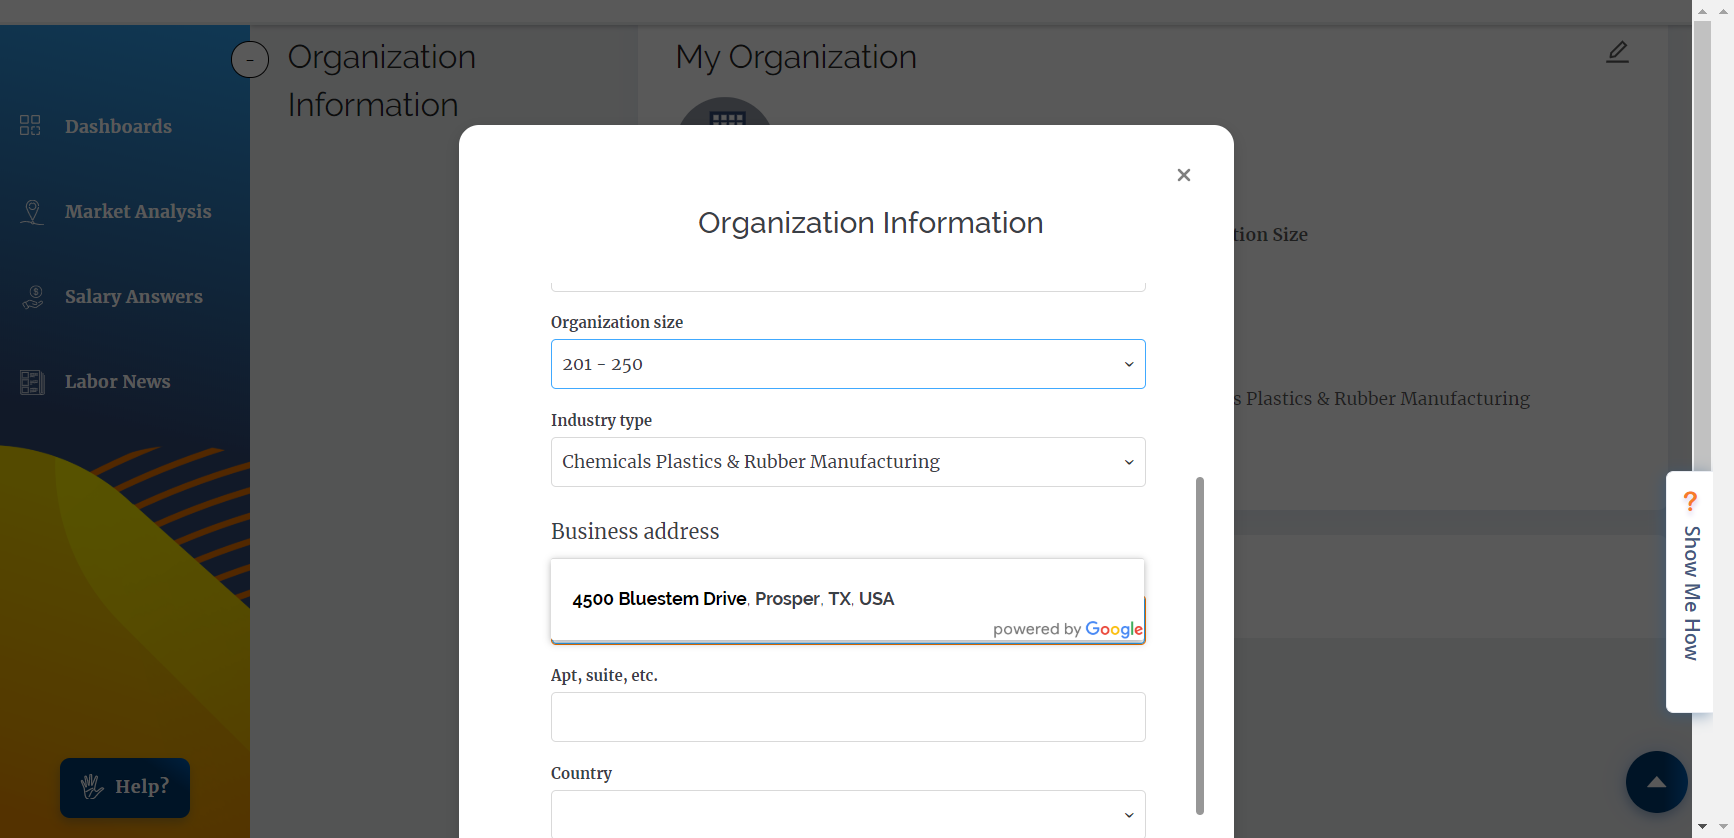 Organization
Information
My Organization
Dashboards
Market Analysis
Salary Answers
Labor News
Help?
Organization Information
Organization size
201 - 250
Industry type
Chemicals Plastics & Rubber Manufacturing
Business address
4500 Bluestem Drive, Prosper, TX, USA
powered by Google
Apt, suite, etc.
Country
tion Size
s Plastics & Rubber Manufacturing
? Show Me How